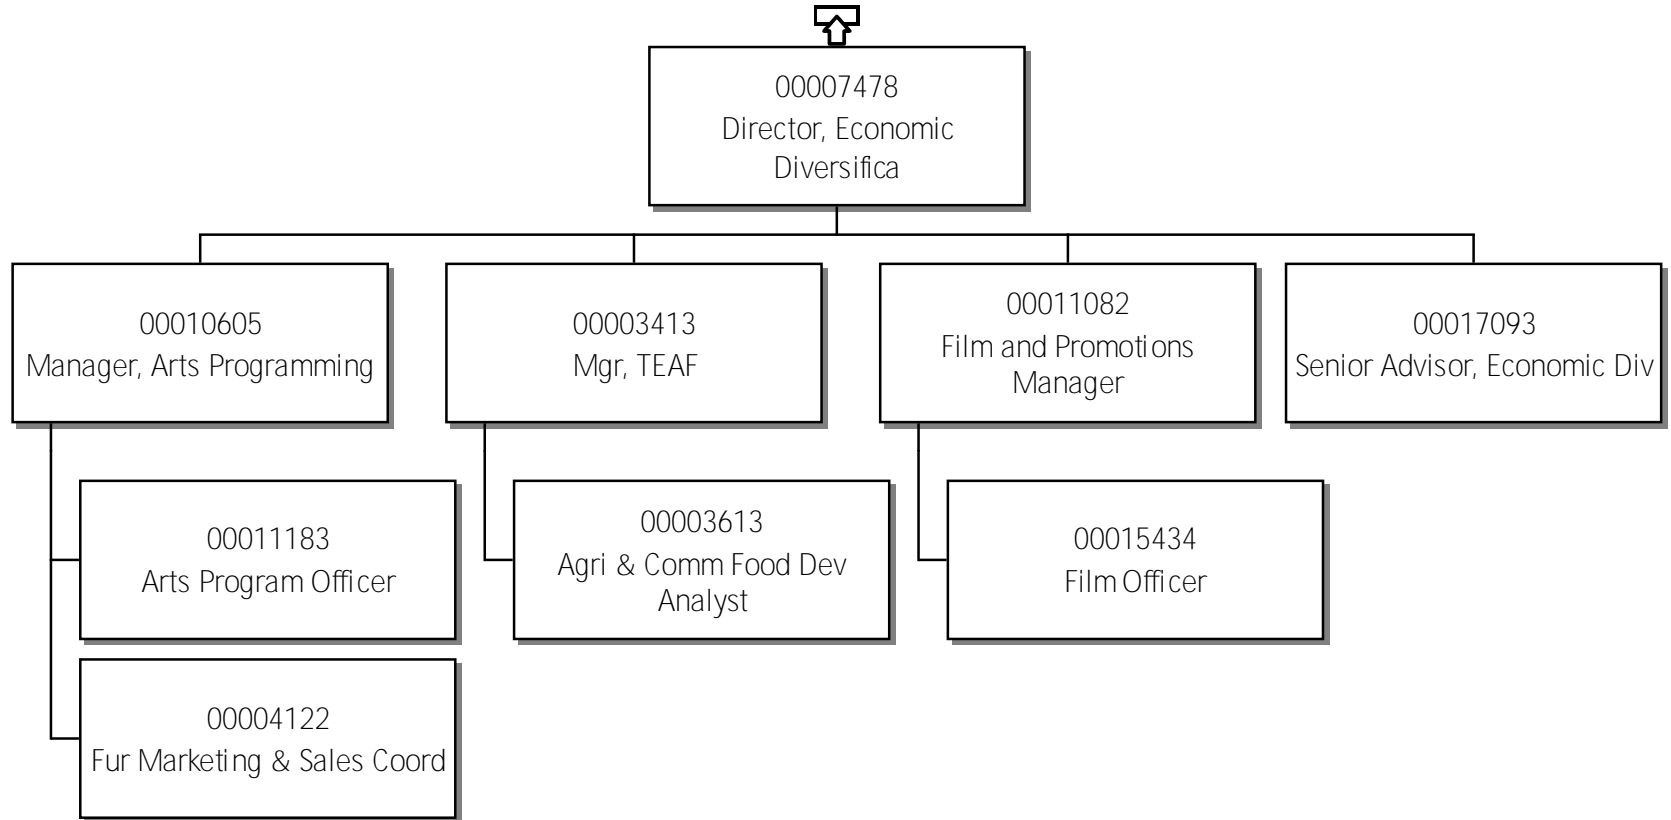 00007478
Director, Economic
Diversifica
00010605
Manager, Arts Programming
00003413
Mgr, TEAF
00011082
Film and Promotions
Manager
00017093
Senior Advisor, Economic Div
00011183
Arts Program Officer
00003613
Agri & Comm Food Dev
Analyst
00015434
Film Officer
00004122
Fur Marketing & Sales Coord